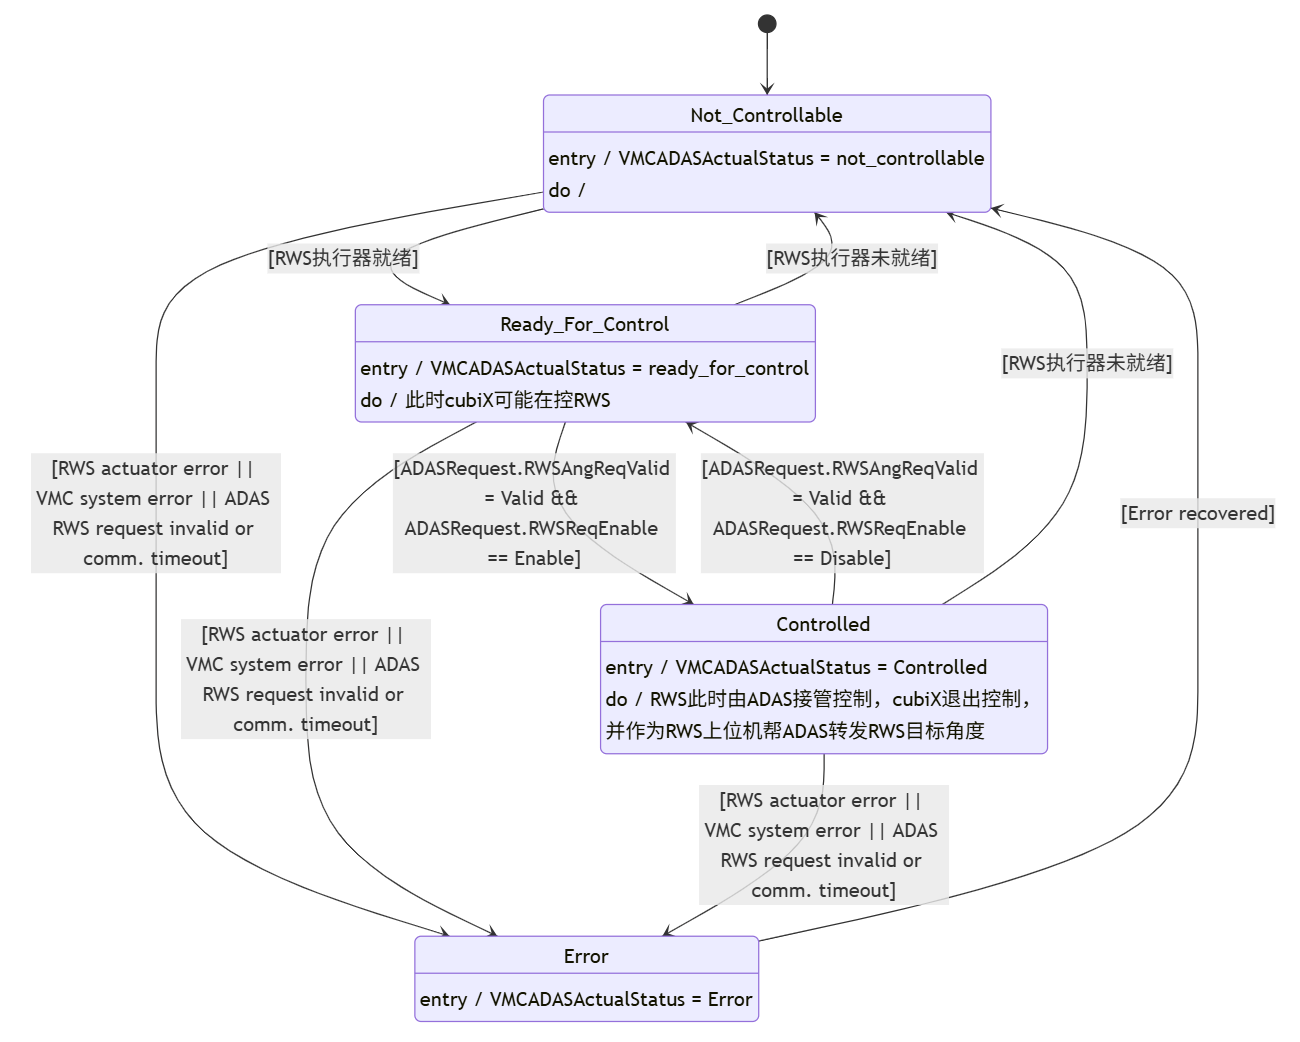 Not_Controllable
entry / VMCADASActualStatus = not_controllable
do /
[RWS执行器就绪]
[RWS执行器未就绪]
Ready_For_Control
entry / VMCADASActualStatus = ready_for_control
do / 此时cubiX可能在控RWS
[RWS执行器未就绪]
[RWS actuator error ||
VMC system error || ADAS
RWS request invalid or
comm. timeout]
[ADASRequest.RWSAngReqValid
= Valid &&
ADASRequest.RWSReqEnable
== Enable]
[ADASRequest.RWSAngReqValid
= Valid &&
ADASRequest.RWSReqEnable
== Disable]
[Error recovered]
[RWS actuator error ||
VMC system error || ADAS
RWS request invalid or
comm. timeout]
Controlled
entry / VMCADASActualStatus = Controlled
do / RWS此时由ADAS接管控制，cubiX退出控制，
并作为RWS上位机帮ADAS转发RWS目标角度
[RWS actuator error ||
VMC system error || ADAS
RWS request invalid or
comm. timeout]
Error
entry / VMCADASActualStatus = Error